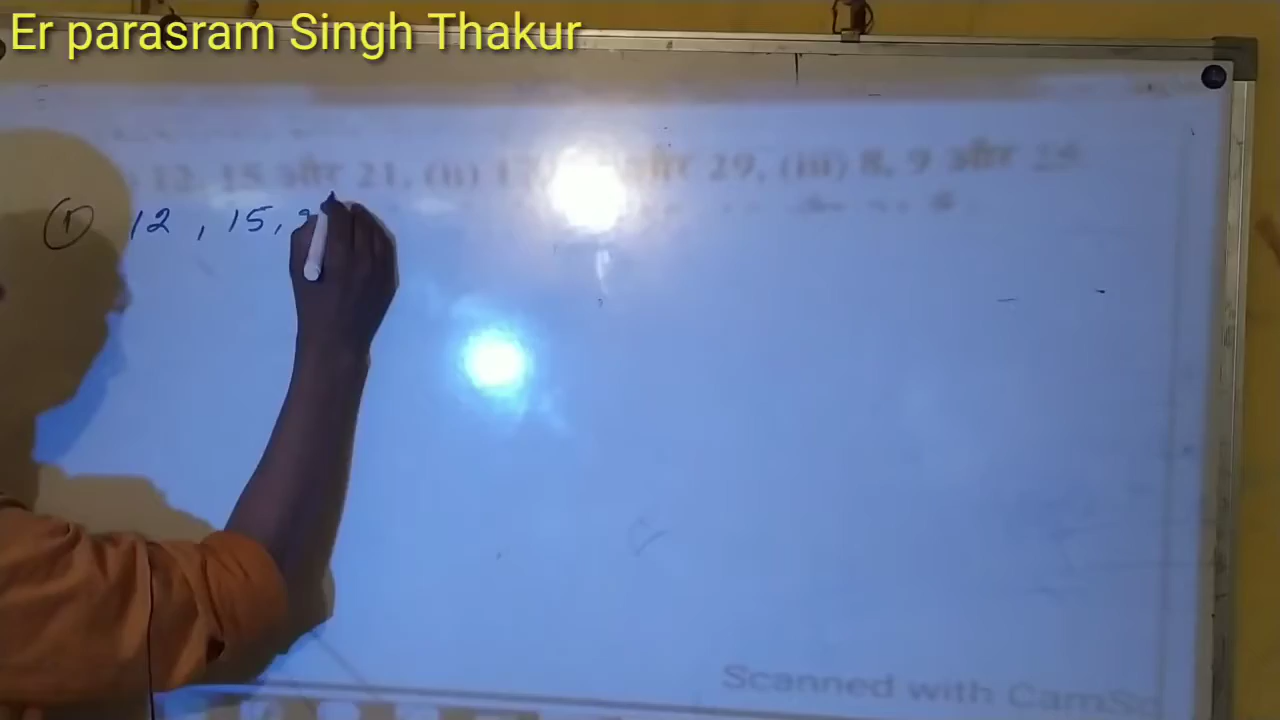 Er parasram Singh Thakur
12, 15 और 21, (ii) 17, और 29, (iii) 8, 9 और 25
① 12, 15,
Scanned with CamSc